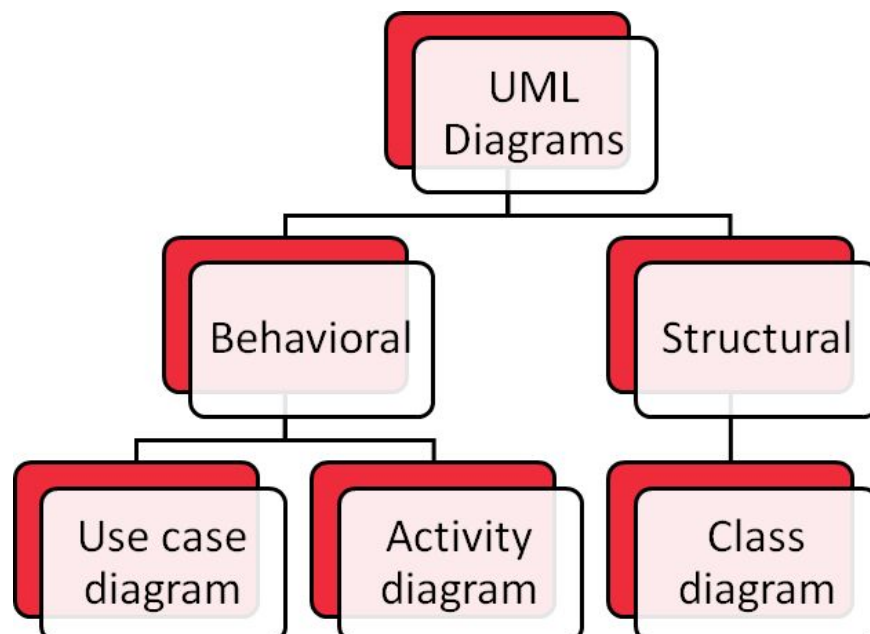 UML
Diagrams
Behavioral
Structural
Use case
diagram
Activity
diagram
Class
diagram